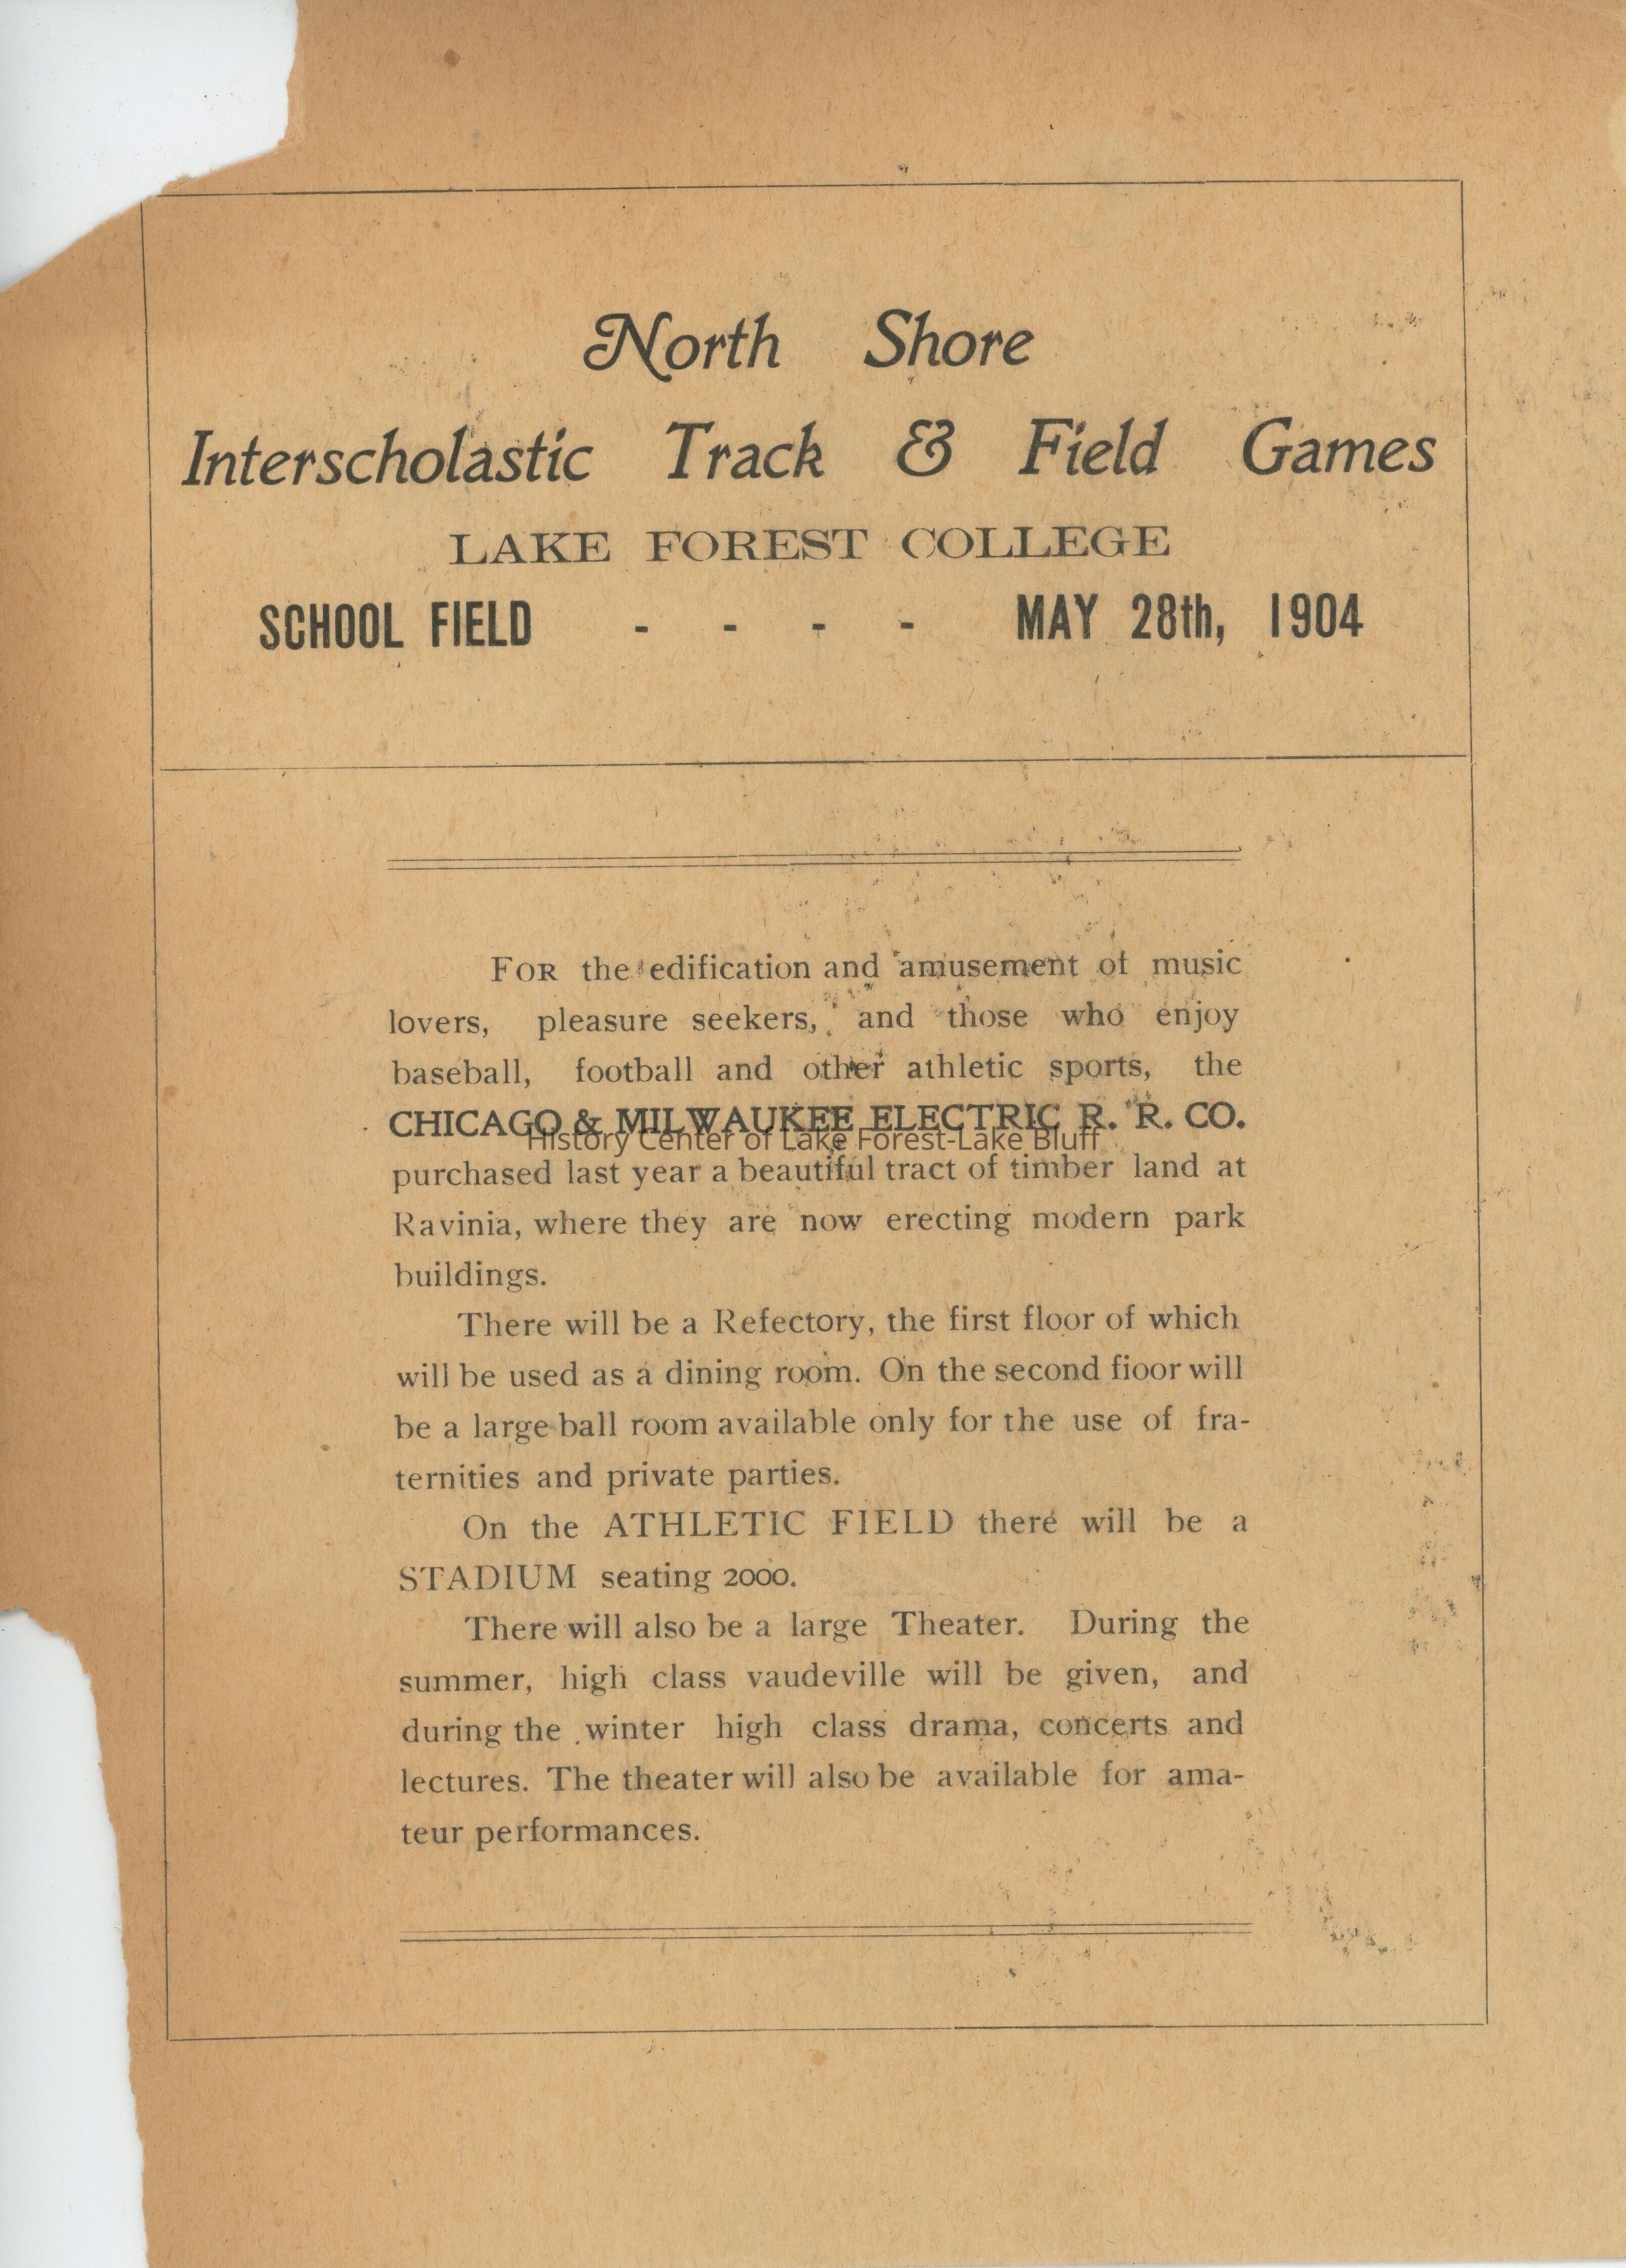 North Shore
Interscholastic Track & Field Games
LAKE FOREST COLLEGE
SCHOOL FIELD - - - - MAY 28th, 1904
FOR the edification and amusement of music
lovers, pleasure seekers, and those who enjoy
baseball, football and other athletic sports, the
CHICAGO & MILWAUKEE ELECTRIC R. R. CO.
History Center of Lake Forest-Lake Bluff
purchased last year a beautiful tract of timber land at
Ravinia, where they are now erecting modern park
buildings.
There will be a Refectory, the first floor of which
will be used as a dining room. On the second fioor will
be a large ball room available only for the use of fra-
ternities and private parties.
On the ATHLETIC FIELD there will be a
STADIUM seating 2000.
There will also be a large Theater. During the
summer, high class vaudeville will be given, and
during the winter high class drama, concerts and
lectures. The theater will also be available for ama-
teur performances.